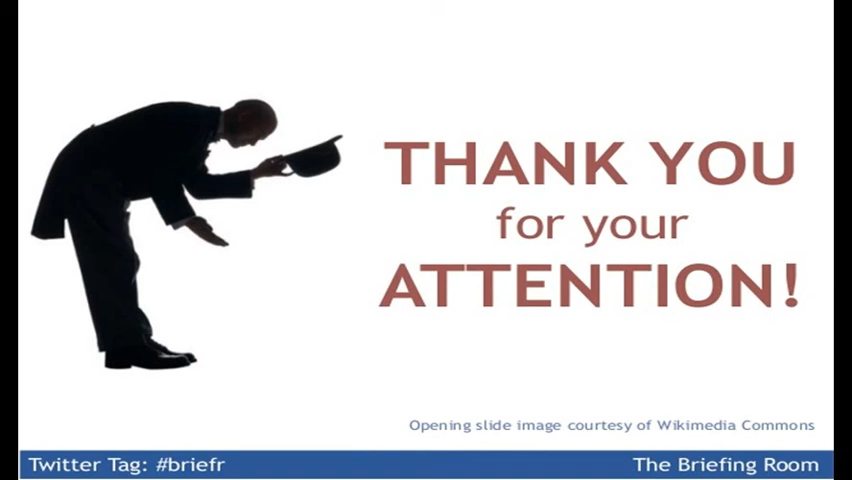 THANK YOU
for your
ATTENTION!
Opening slide image courtesy of Wikimedia Commons
Twitter Tag: #briefr
The Briefing Room